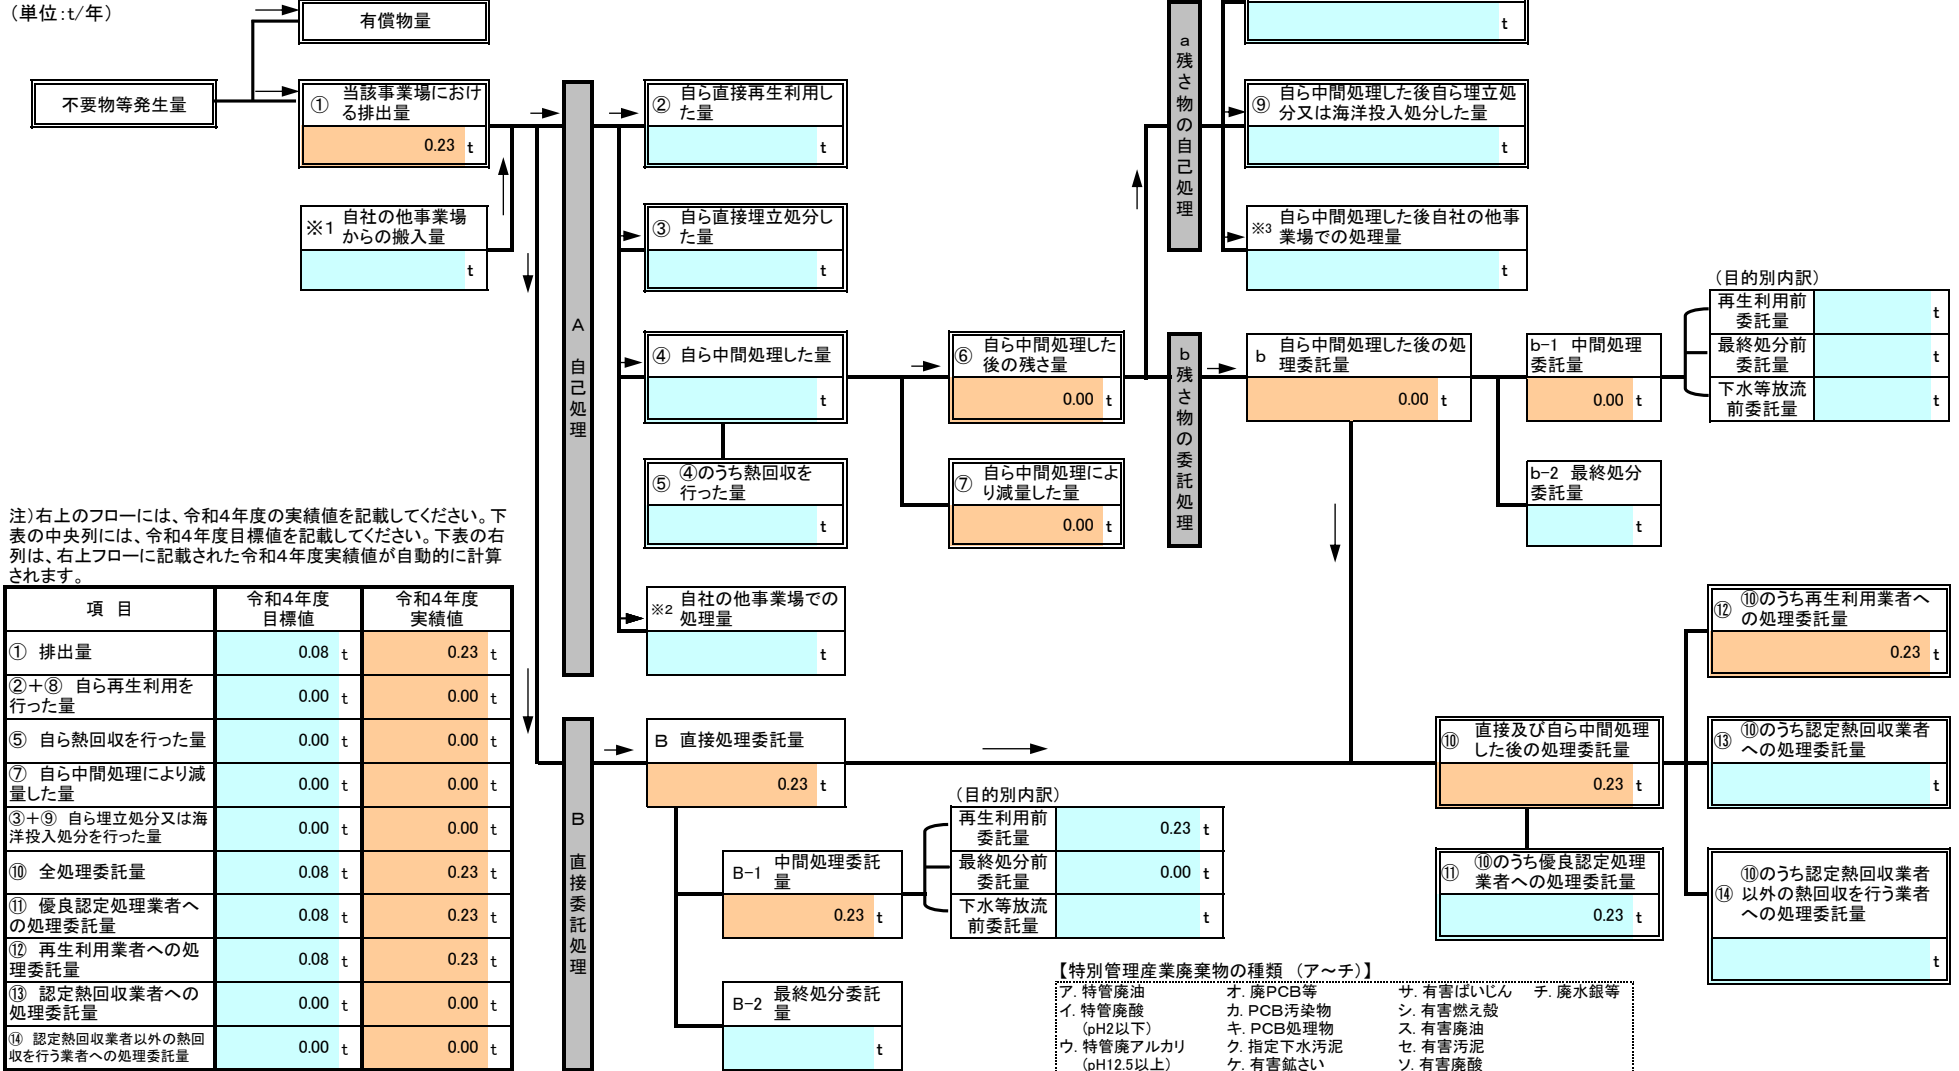 (単位:t/年)
有償物量
不要物等発生量
① 当該事業場におけ
る排出量
0.23 t
※1 自社の他事業場
からの搬入量
t
A 自己処理
② 自ら直接再生利用し
た量
t
③ 自ら直接埋立処分し
た量
t
④ 自ら中間処理した量
t
⑤ ④のうち熱回収を
行った量
t
※2 自社の他事業場での
処理量
t
⑥ 自ら中間処理した
後の残さ量
0.00 t
⑦ 自ら中間処理によ
り減量した量
0.00 t
a 残さ物の自己処理
t
⑨ 自ら中間処理した後自ら埋立処
分又は海洋投入処分した量
t
※3 自ら中間処理した後自社の他事
業場での処理量
t
b 残さ物の委託処理
b 自ら中間処理した後の処
理委託量
0.00 t
b-1 中間処理
委託量
0.00 t
b-2 最終処分
委託量
t
(目的別内訳)
再生利用前
委託量 t
最終処分前
委託量 t
下水等放流
前委託量 t
注)右上のフローには、令和4年度の実績値を記載してください。下
表の中央列には、令和4年度目標値を記載してください。下表の右
列は、右上フローに記載された令和4年度実績値が自動的に計算
されます。
項 目 令和4年度
目標値 令和4年度
実績値
① 排出量 0.08 t 0.23 t
②+⑧ 自ら再生利用を
行った量 0.00 t 0.00 t
⑤ 自ら熱回収を行った量 0.00 t 0.00 t
⑦ 自ら中間処理により減
量した量 0.00 t 0.00 t
③+⑨ 自ら埋立処分又は海
洋投入処分を行った量 0.00 t 0.00 t
⑩ 全処理委託量 0.08 t 0.23 t
⑪ 優良認定処理業者へ
の処理委託量 0.08 t 0.23 t
⑫ 再生利用業者への処
理委託量 0.08 t 0.23 t
⑬ 認定熱回収業者への
処理委託量 0.00 t 0.00 t
⑭ 認定熱回収業者以外の熱回
収を行う業者への処理委託量 0.00 t 0.00 t
B 直接委託処理
B 直接処理委託量
0.23 t
B-1 中間処理委託
量
0.23 t
B-2 最終処分委託
量
t
(目的別内訳)
再生利用前
委託量 0.23 t
最終処分前
委託量 0.00 t
下水等放流
前委託量 t
⑩ 直接及び自ら中間処理
した後の処理委託量
0.23 t
⑪ ⑩のうち優良認定処理
業者への処理委託量
0.23 t
⑫ ⑩のうち再生利用業者へ
の処理委託量
0.23 t
⑬ ⑩のうち認定熱回収業者
への処理委託量
t
⑭ ⑩のうち認定熱回収業者
以外の熱回収を行う業者
への処理委託量
t
【特別管理産業廃棄物の種類 (ア~チ)】
ア. 特管廃油 オ. 廃PCB等 サ. 有害ばいじん チ. 廃水銀等
イ. 特管廃酸 カ. PCB汚染物 シ. 有害燃え殻
(pH2以下) キ. PCB処理物 ス. 有害廃油
ウ. 特管廃アルカリ ク. 指定下水汚泥 セ. 有害汚泥
(pH12.5以上) ケ. 有害鉱さい ソ. 有害廃酸